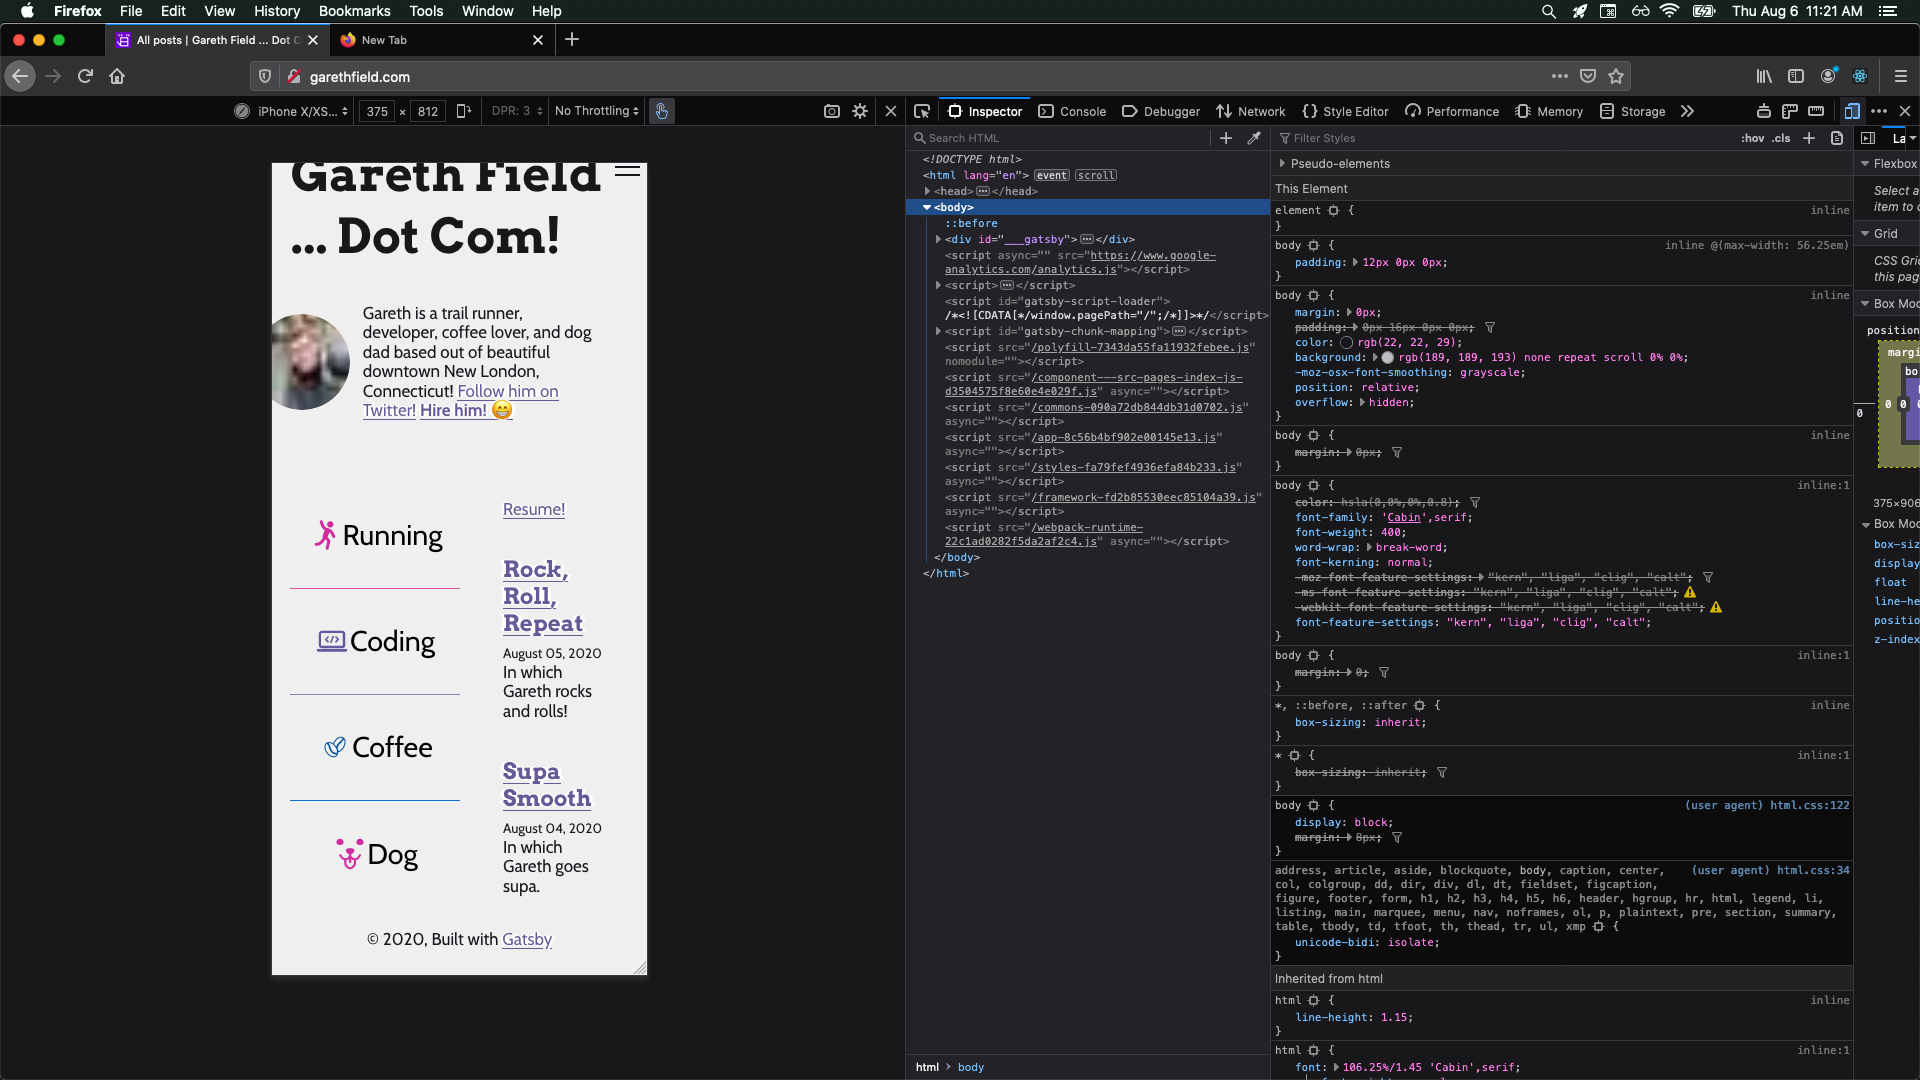 Firefox File Edit View History Bookmarks Tools Window Help Thu Aug 6 11:21 AM
All posts | Gareth Field ... Dot C New Tab
garethfield.com
iPhone X/XS... 375 × 812 DPR: 3 No Throttling Inspector Console Debugger Network Style Editor Performance Memory Storage
Gareth Field
... Dot Com!
Gareth is a trail runner,
developer, coffee lover, and dog
dad based out of beautiful
downtown New London,
Connecticut! Follow him on
Twitter! Hire him! 😁
Running
Coding
Coffee
Dog
Resume!
Rock,
Roll,
Repeat
August 05, 2020
In which
Gareth rocks
and rolls!
Supa
Smooth
August 04, 2020
In which
Gareth goes
supa.
© 2020, Built with Gatsby
Search HTML
<!DOCTYPE html>
<html lang="en"> event scroll
<head></head>
<body>
::before
<div id="___gatsby"></div>
<script async="" src="https://www.google-
analytics.com/analytics.js"></script>
<script></script>
<script id="gatsby-script-loader">
/*<![CDATA[*/window.pagePath="/";/*]]>*/</script>
<script id="gatsby-chunk-mapping"></script>
<script src="/polyfill-7343da55fa11932febee.js"
nomodule=""></script>
<script src="/component---src-pages-index-js-
d3504575f8e60e4e029f.js" async=""></script>
<script src="/commons-090a72db844db31d0702.js"
async=""></script>
<script src="/app-8c56b4bf902e00145e13.js"
async=""></script>
<script src="/styles-fa79fef4936efa84b233.js"
async=""></script>
<script src="/framework-fd2b85530eec85104a39.js"
async=""></script>
<script src="/webpack-runtime-
22c1ad0282f5da2af2c4.js" async=""></script>
</body>
</html>
html > body
Filter Styles :hov .cls
Pseudo-elements
This Element
element { inline
}
body { inline @(max-width: 56.25em)
padding: 12px 0px 0px;
}
body { inline
margin: 0px;
padding: 0px 16px 0px 0px;
color: rgb(22, 22, 29);
background: rgb(189, 189, 193) none repeat scroll 0% 0%;
-moz-osx-font-smoothing: grayscale;
position: relative;
overflow: hidden;
}
body { inline
margin: 0px;
}
body { inline:1
color: hsla(0,0%,0%,0.8);
font-family: 'Cabin',serif;
font-weight: 400;
word-wrap: break-word;
font-kerning: normal;
-moz-font-feature-settings: "kern", "liga", "clig", "calt";
-ms-font-feature-settings: "kern", "liga", "clig", "calt";
-webkit-font-feature-settings: "kern", "liga", "clig", "calt";
font-feature-settings: "kern", "liga", "clig", "calt";
}
body { inline:1
margin: 0;
}
*, ::before, ::after { inline
box-sizing: inherit;
}
* { inline:1
box-sizing: inherit;
}
body { (user agent) html.css:122
display: block;
margin: 8px;
}
address, article, aside, blockquote, body, caption, center, (user agent) html.css:34
col, colgroup, dd, dir, div, dl, dt, fieldset, figcaption,
figure, footer, form, h1, h2, h3, h4, h5, h6, header, hgroup, hr, html, legend, li,
listing, main, marquee, menu, nav, noframes, ol, p, plaintext, pre, section, summary,
table, tbody, td, tfoot, th, thead, tr, ul, xmp {
unicode-bidi: isolate;
}
Inherited from html
html { inline
line-height: 1.15;
}
html { inline:1
font: 106.25%/1.45 'Cabin',serif;
La
Flexbox
Select a
item to
Grid
CSS Gri
this pag
Box Mod
position
margi
bo
0 0 0
0
375×906
Box Mod
box-siz
display
float
line-he
positio
z-index